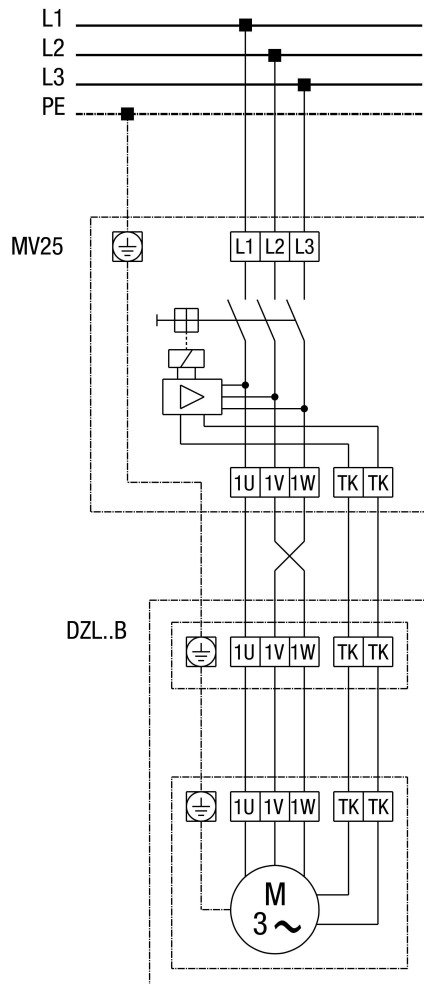 L1
L2
L3
PE
MV25
L1 L2 L3
1U 1V 1W TK TK
DZL..B
1U 1V 1W TK TK
1U 1V 1W TK TK
M
3 ~